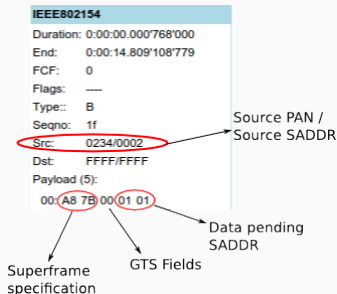 IEEE802154
Duration: 0:00:00.000'768'000
End: 0:00:14.809'108'779
FCF: 0
Flags: ----
Type:: B
Seqno: 1f
Src: 0234/0002
Dst: FFFF/FFFF
Payload (5):
00: A8 7B 00 01 01
Source PAN /
Source SADDR
Data pending
SADDR
GTS Fields
Superframe
specification